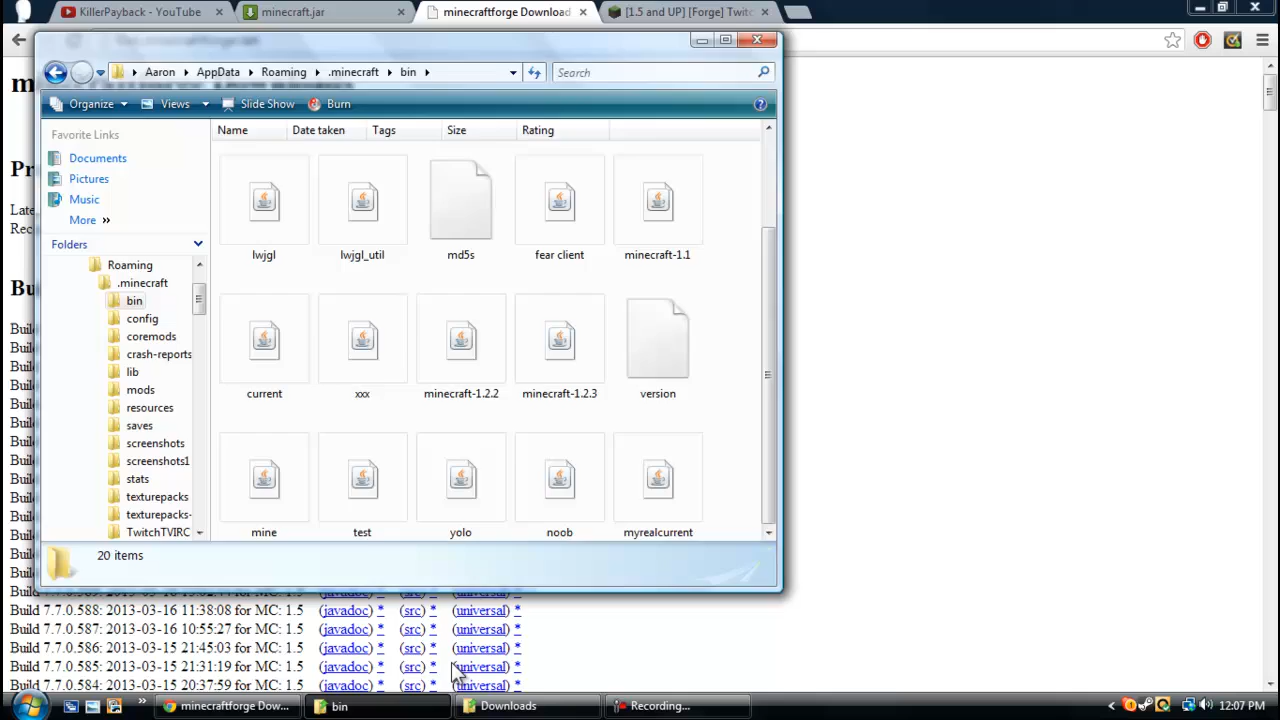 KillerPayback - YouTube
minecraft.jar
minecraftforge Download
[1.5 and UP] [Forge] Twitc
Aaron AppData Roaming .minecraft bin
Search
Organize Views Slide Show Burn
Favorite Links
Documents
Pictures
Music
More »
Folders
Roaming
.minecraft
bin
config
coremods
crash-reports
lib
mods
resources
saves
screenshots
screenshots1
stats
texturepacks
texturepacks-
TwitchTVIRC
Name Date taken Tags Size Rating
lwjgl lwjgl_util md5s fear client minecraft-1.1
current xxx minecraft-1.2.2 minecraft-1.2.3 version
mine test yolo noob myrealcurrent
20 items
Build 7.7.0.588: 2013-03-16 11:38:08 for MC: 1.5 (javadoc) * (src) * (universal) *
Build 7.7.0.587: 2013-03-16 10:55:27 for MC: 1.5 (javadoc) * (src) * (universal) *
Build 7.7.0.586: 2013-03-15 21:45:03 for MC: 1.5 (javadoc) * (src) * (universal) *
Build 7.7.0.585: 2013-03-15 21:31:19 for MC: 1.5 (javadoc) * (src) * (universal) *
Build 7.7.0.584: 2013-03-15 20:37:59 for MC: 1.5 (javadoc) * (src) * (universal) *
minecraftforge Dow...
bin
Downloads
Recording...
12:07 PM